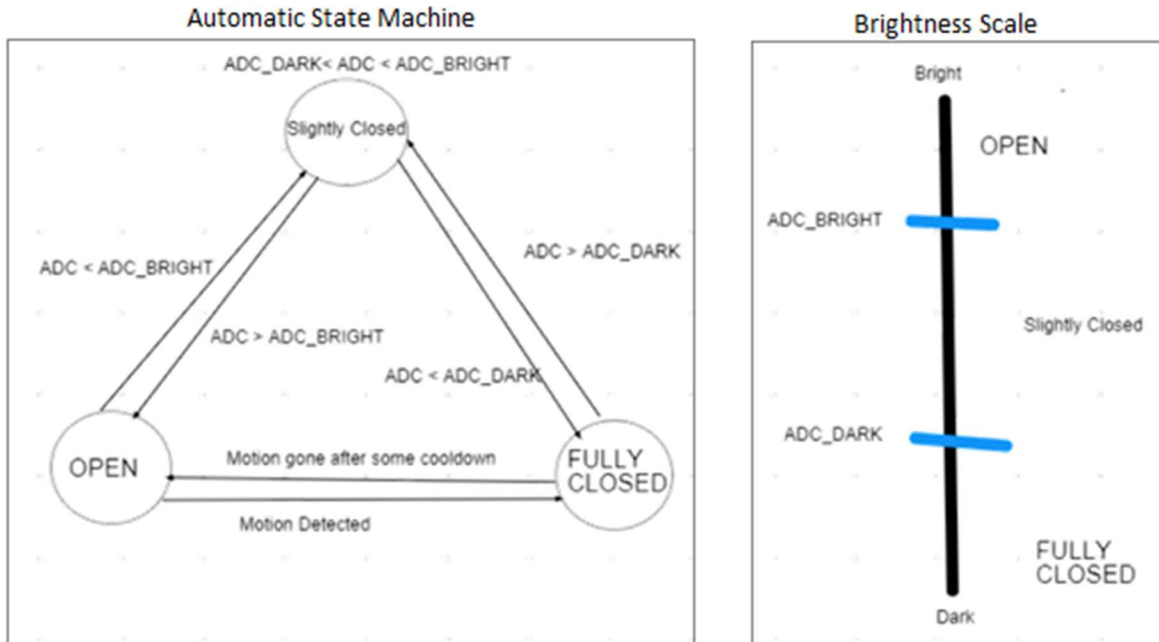 Automatic State Machine
ADC_DARK< ADC < ADC_BRIGHT
Slightly Closed
ADC < ADC_BRIGHT
ADC > ADC_DARK
ADC > ADC_BRIGHT
ADC < ADC_DARK
OPEN
Motion gone after some cooldown
FULLY
CLOSED
Motion Detected
Brightness Scale
Bright
OPEN
ADC_BRIGHT
Slightly Closed
ADC_DARK
FULLY
CLOSED
Dark